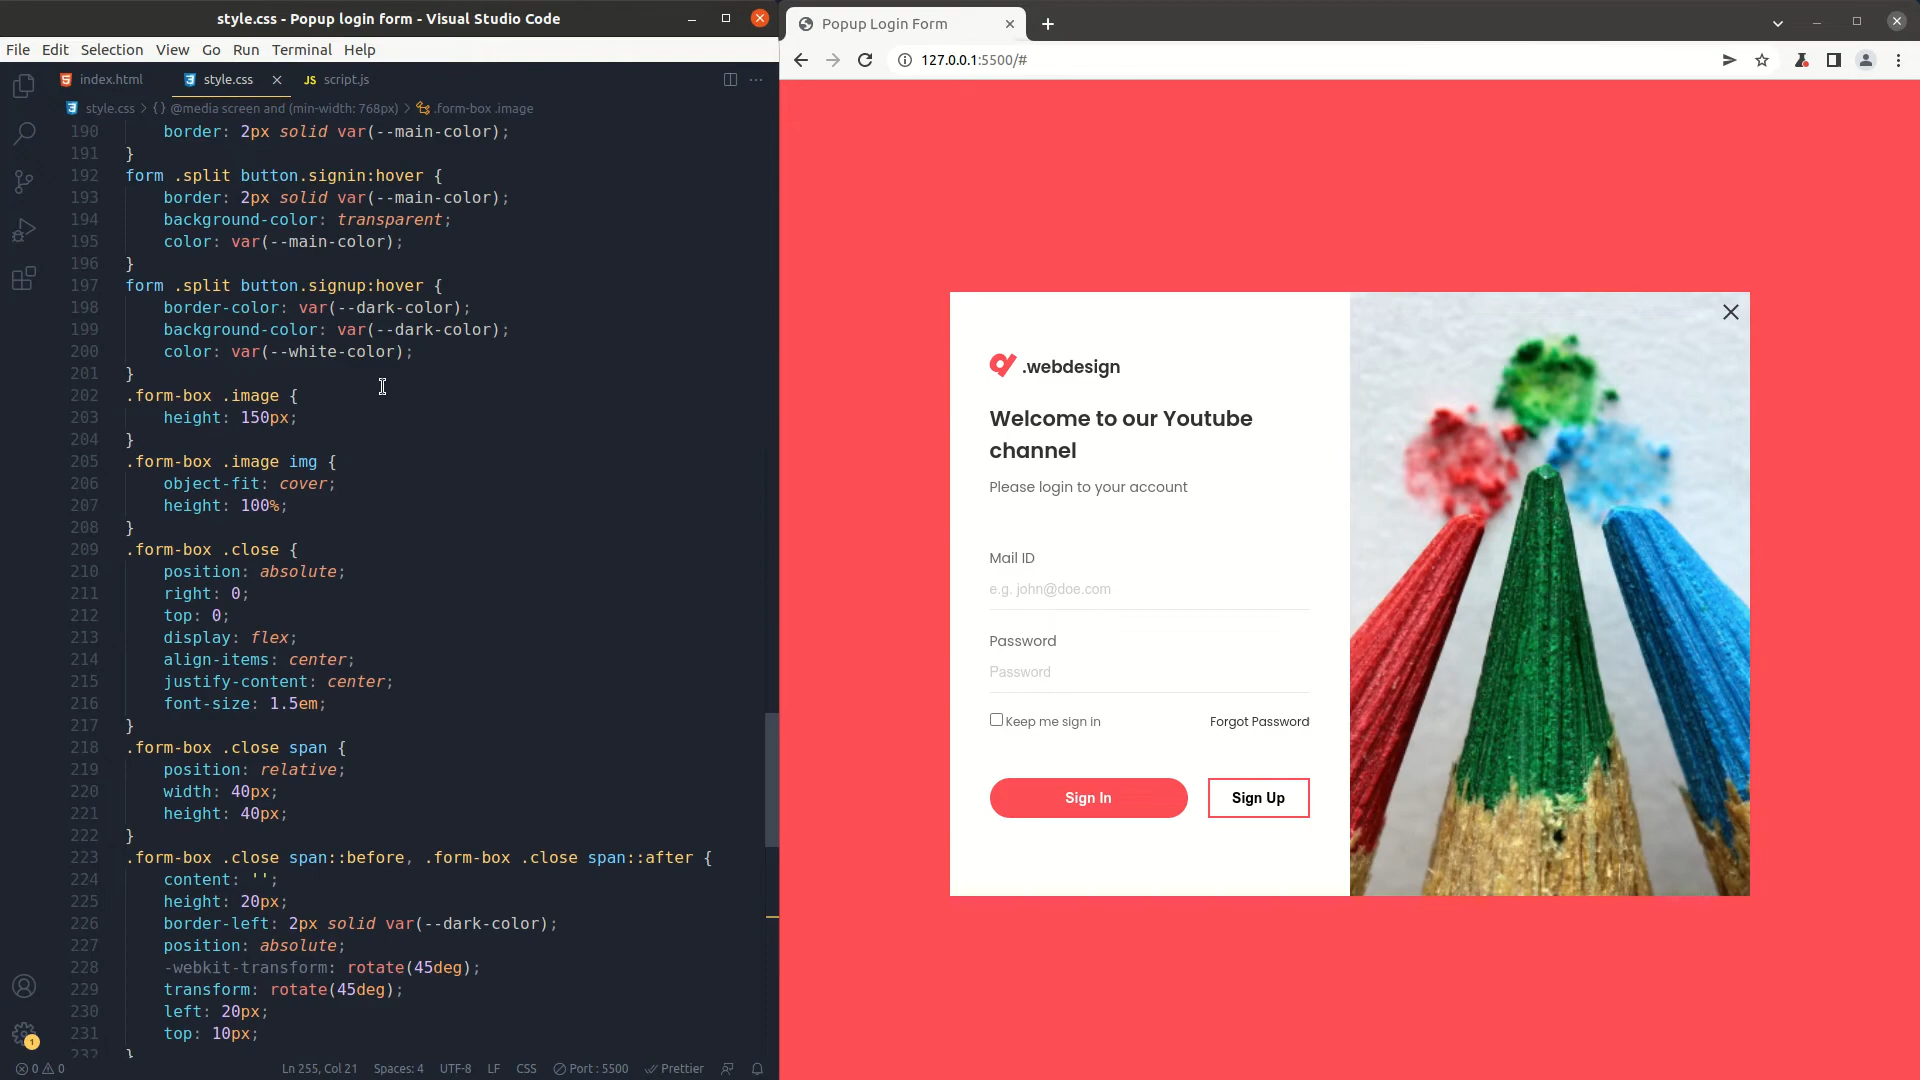 style.css - Popup login form - Visual Studio Code
File Edit Selection View Go Run Terminal Help
index.html style.css JS script.js
style.css > {} @media screen and (min-width: 768px) > .form-box .image
190 border: 2px solid var(--main-color);
191 }
192 form .split button.signin:hover {
193 border: 2px solid var(--main-color);
194 background-color: transparent;
195 color: var(--main-color);
196 }
197 form .split button.signup:hover {
198 border-color: var(--dark-color);
199 background-color: var(--dark-color);
200 color: var(--white-color);
201 }
202 .form-box .image {
203 height: 150px;
204 }
205 .form-box .image img {
206 object-fit: cover;
207 height: 100%;
208 }
209 .form-box .close {
210 position: absolute;
211 right: 0;
212 top: 0;
213 display: flex;
214 align-items: center;
215 justify-content: center;
216 font-size: 1.5em;
217 }
218 .form-box .close span {
219 position: relative;
220 width: 40px;
221 height: 40px;
222 }
223 .form-box .close span::before, .form-box .close span::after {
224 content: '';
225 height: 20px;
226 border-left: 2px solid var(--dark-color);
227 position: absolute;
228 -webkit-transform: rotate(45deg);
229 transform: rotate(45deg);
230 left: 20px;
231 top: 10px;
232 }
1
0 0 Ln 255, Col 21 Spaces: 4 UTF-8 LF CSS Port : 5500 Prettier
Popup Login Form
127.0.0.1:5500/#
.webdesign
Welcome to our Youtube
channel
Please login to your account
Mail ID
e.g. john@doe.com
Password
Password
Keep me sign in Forgot Password
Sign In Sign Up